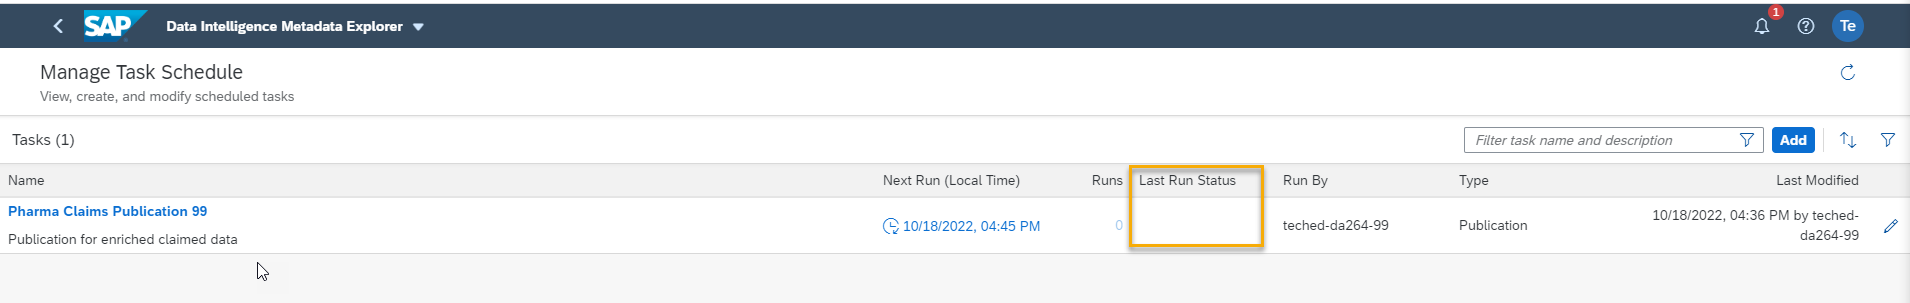 SAP Data Intelligence Metadata Explorer 1 Te
Manage Task Schedule
View, create, and modify scheduled tasks
Tasks (1) Filter task name and description Add
Name Next Run (Local Time) Runs Last Run Status Run By Type Last Modified
Pharma Claims Publication 99
Publication for enriched claimed data
10/18/2022, 04:45 PM 0 teched-da264-99 Publication
10/18/2022, 04:36 PM by teched-
da264-99